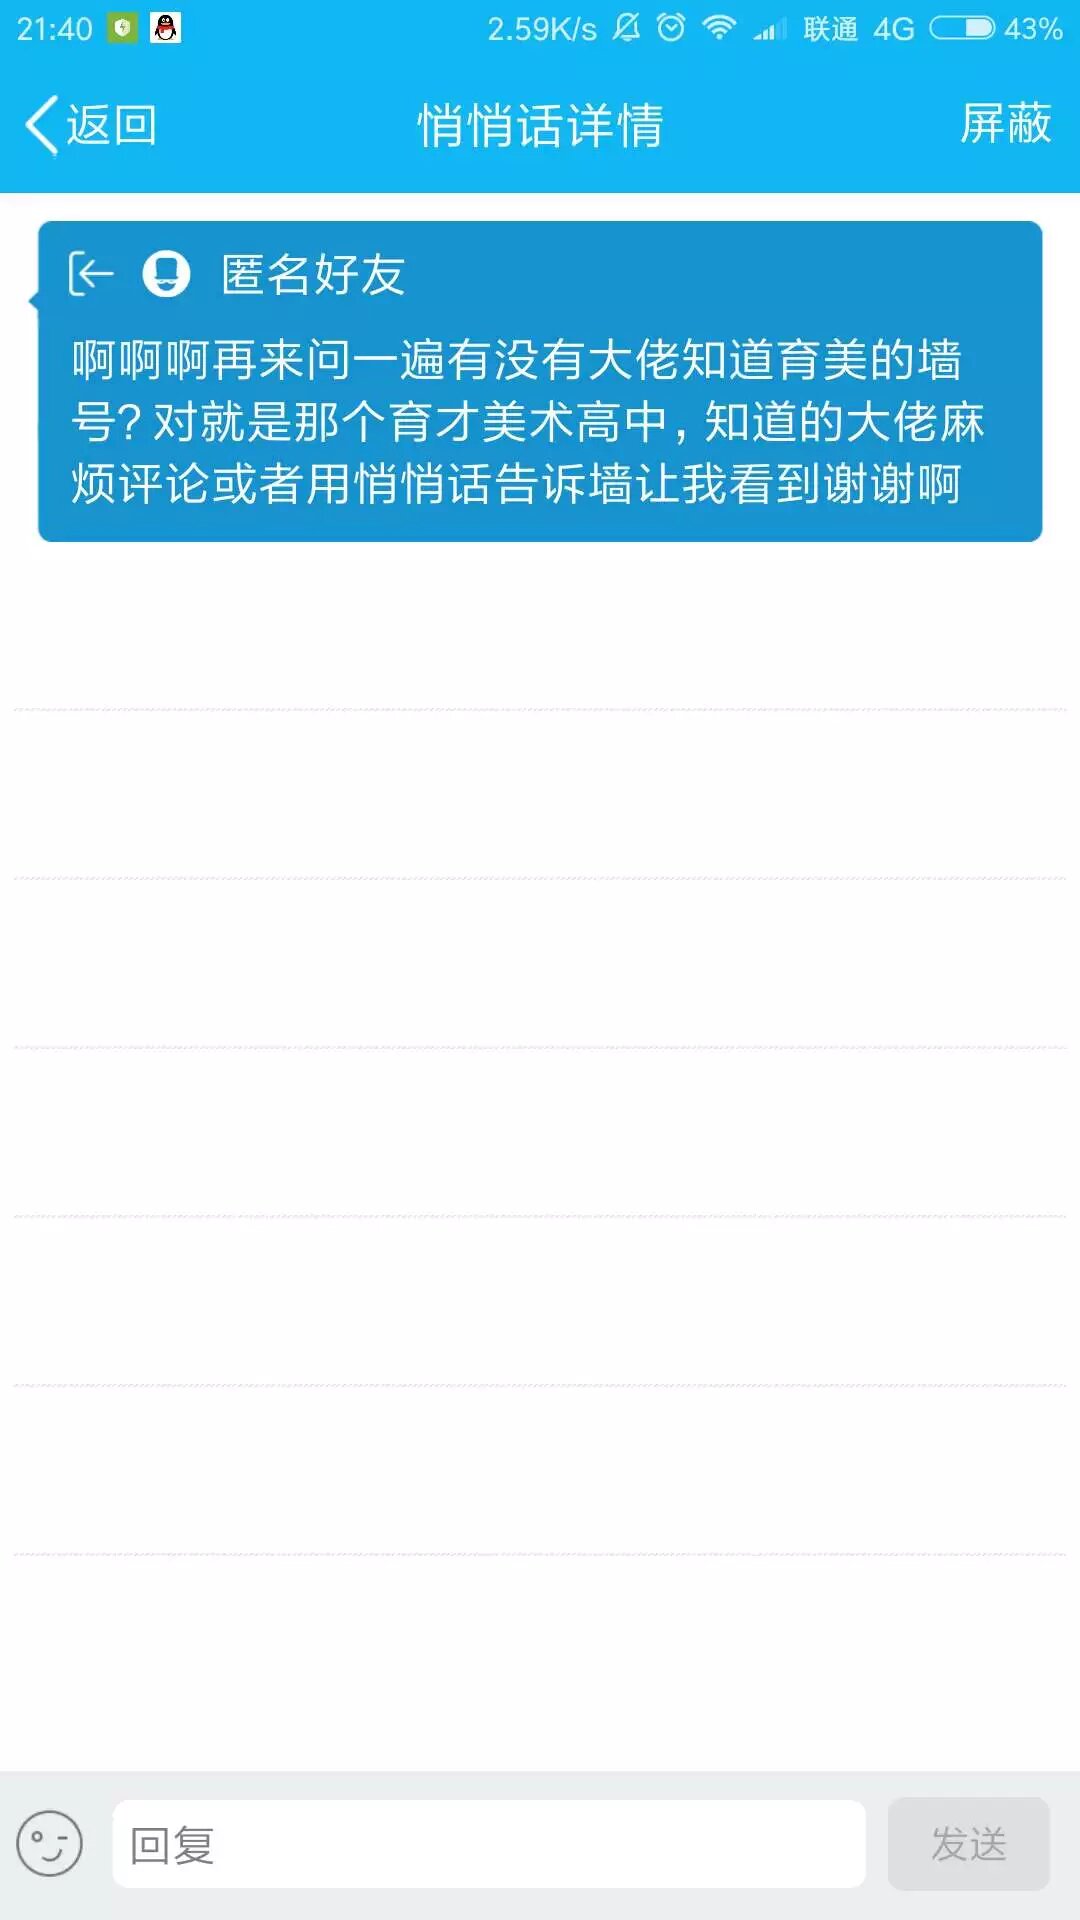 21:40 2.59K/s 联通 4G 43%
返回 悄悄话详情 屏蔽
匿名好友
啊啊啊再来问一遍有没有大佬知道育美的墙
号?对就是那个育才美术高中,知道的大佬麻
烦评论或者用悄悄话告诉墙让我看到谢谢啊
回复 发送